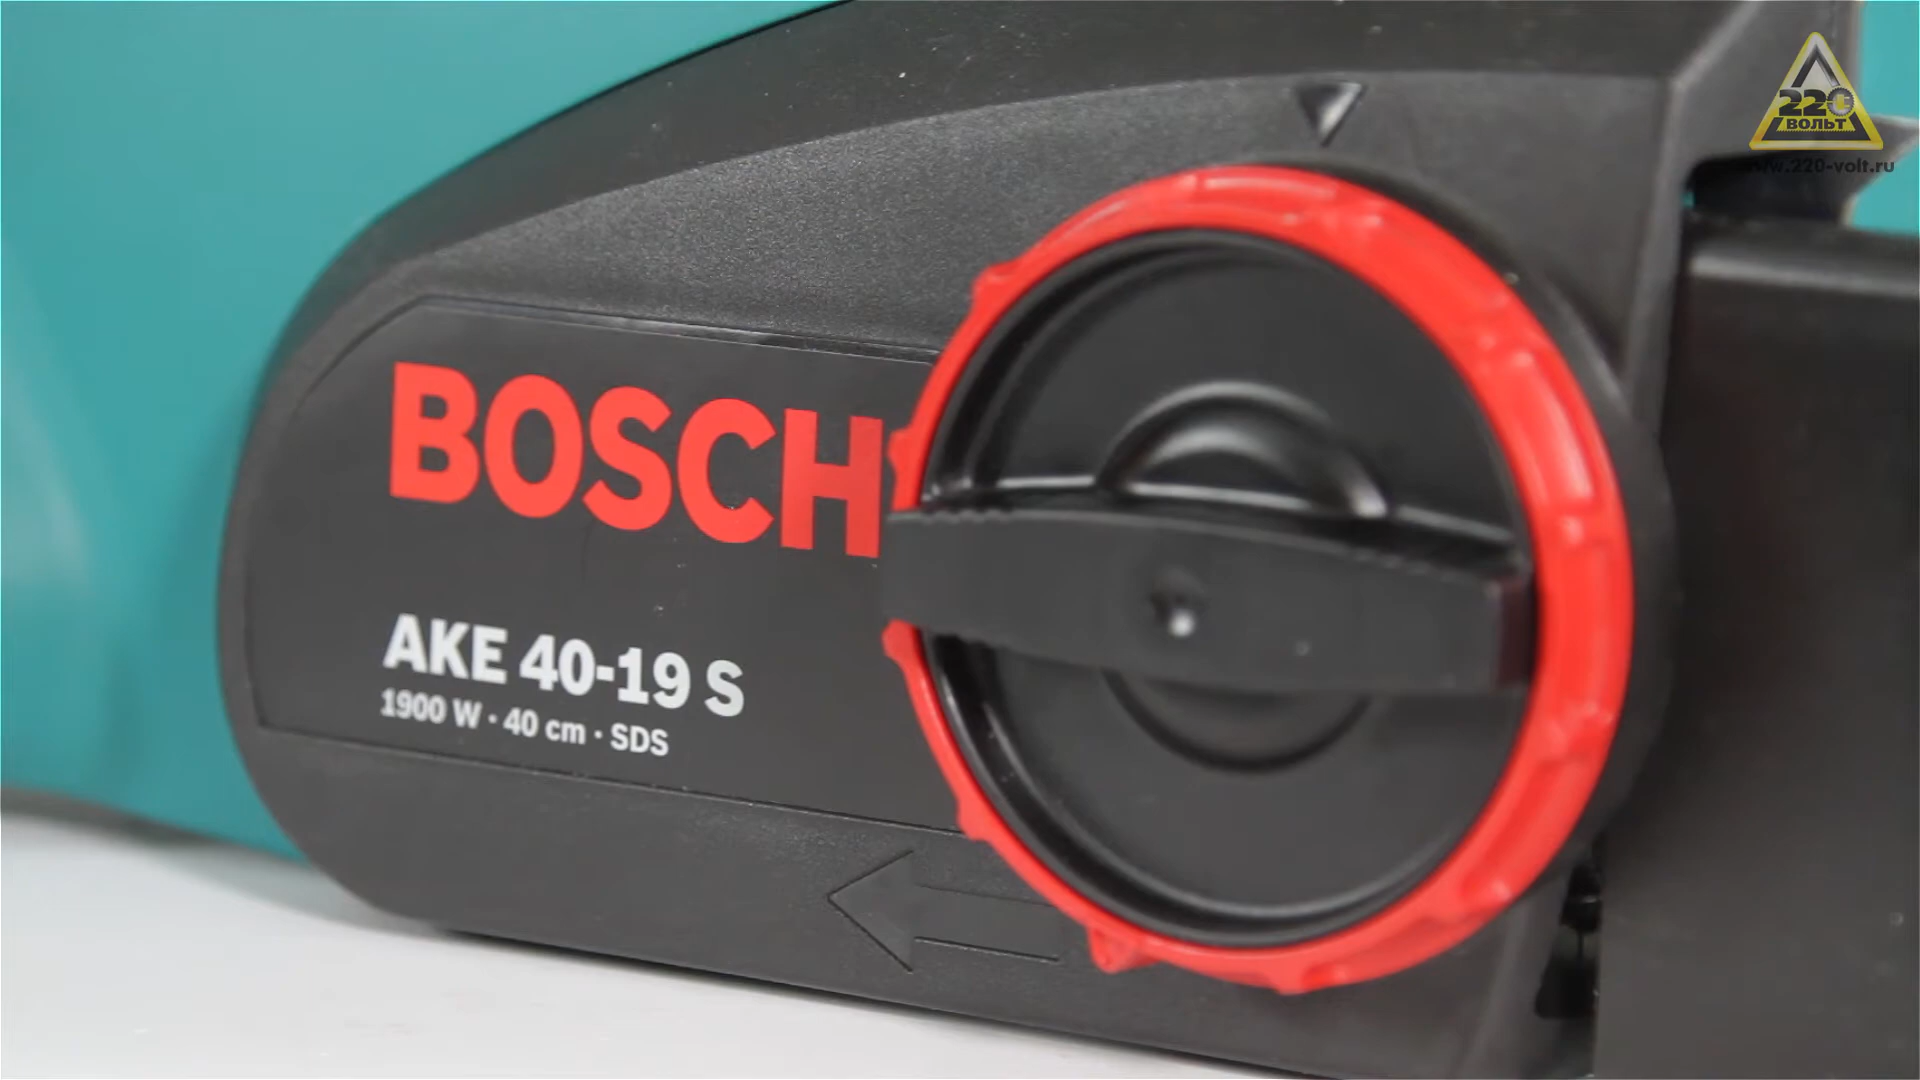 220
ВОЛЬТ
www.220-volt.ru
BOSCH
AKE 40-19 S
1900 W · 40 cm · SDS